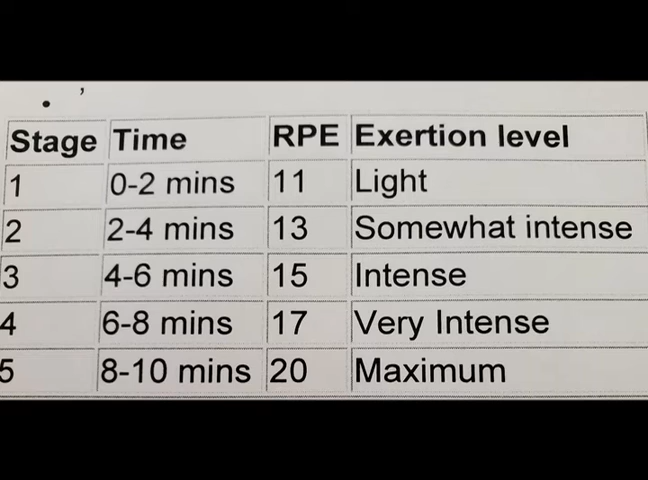 Stage Time RPE Exertion level
1 0-2 mins 11 Light
2 2-4 mins 13 Somewhat intense
3 4-6 mins 15 Intense
4 6-8 mins 17 Very Intense
5 8-10 mins 20 Maximum